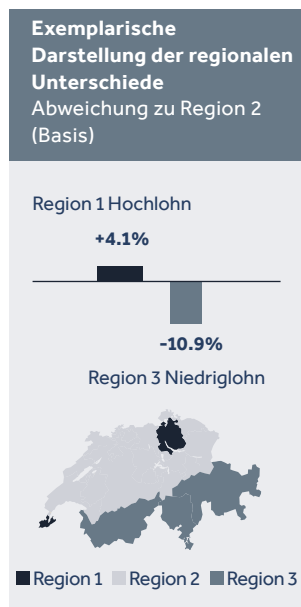 Exemplarische
Darstellung der regionalen
Unterschiede
Abweichung zu Region 2
(Basis)
Region 1 Hochlohn
+4.1%
-10.9%
Region 3 Niedriglohn
Region 1 Region 2 Region 3